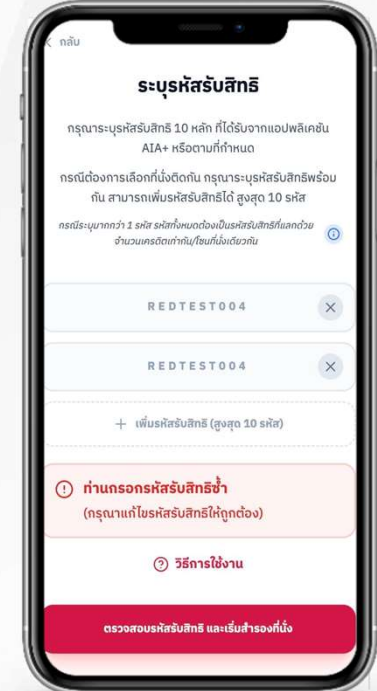 กลับ
ระบุรหัสรับสิทธิ
กรุณาระบุรหัสรับสิทธิ 10 หลัก ที่ได้รับจากแอปพลิเคชัน
AIA+ หรือตามที่กำหนด
กรณีต้องการเลือกที่นั่งติดกัน กรุณาระบุรหัสรับสิทธิพร้อม
กัน สามารถเพิ่มรหัสรับสิทธิได้ สูงสุด 10 รหัส
กรณีระบุมากกว่า 1 รหัส รหัสทั้งหมดต้องเป็นรหัสรับสิทธิที่แลกด้วย
จำนวนเครดิตเท่ากัน/โซนที่นั่งเดียวกัน
REDTEST004
REDTEST004
+ เพิ่มรหัสรับสิทธิ (สูงสุด 10 รหัส)
ท่านกรอกรหัสรับสิทธิซ้ำ
(กรุณาแก้ไขรหัสรับสิทธิให้ถูกต้อง)
วิธีการใช้งาน
ตรวจสอบรหัสรับสิทธิ และเริ่มสำรองที่นั่ง